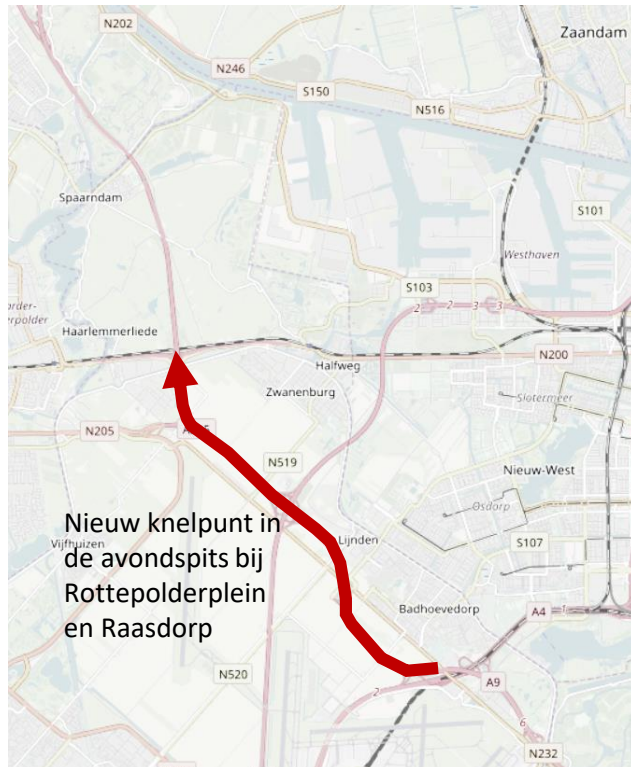 N202
Zaandam
N246
S150
N516
Spaarndam
S101
Westhaven
S103
2
2
3
3
Haarlemmerliede
N200
Halfweg
Zwanenburg
Slotermeer
N205
N519
Nieuw-West
Osdorp
Nieuw knelpunt in
de avondspits bij
Rottepolderplein
en Raasdorp
Vijfhuizen
Lijnden
S107
Badhoevedorp
A4
1
N520
2
A9
6
N232